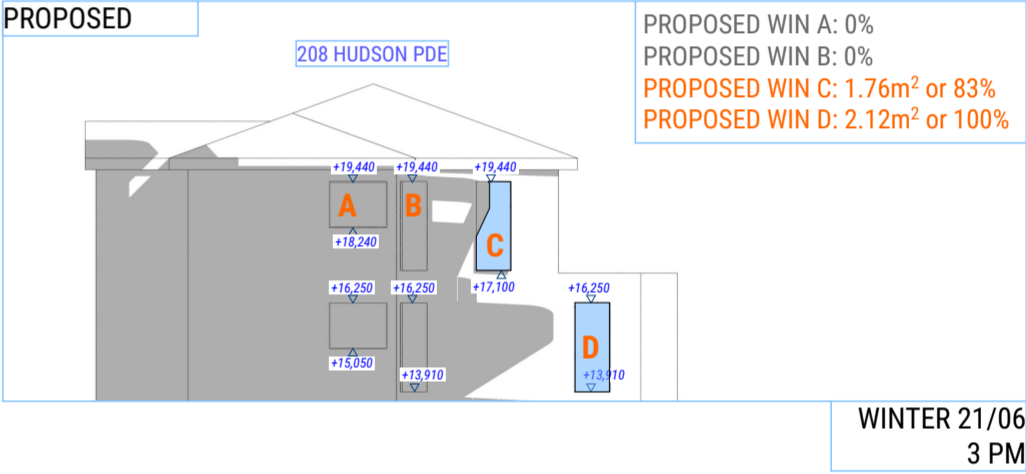 PROPOSED
208 HUDSON PDE
PROPOSED WIN A: 0%
PROPOSED WIN B: 0%
PROPOSED WIN C: 1.76m² or 83%
PROPOSED WIN D: 2.12m² or 100%
+19,440 +19,440 +19,440
A B
+18,240 C
+16,250 +16,250 +17,100 +16,250
D
+15,050
+13,910 +13,910
WINTER 21/06
3 PM